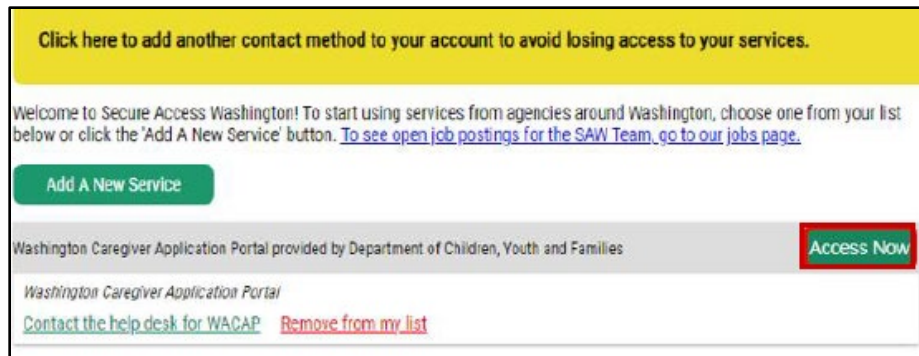 Click here to add another contact method to your account to avoid losing access to your services.
Welcome to Secure Access Washington! To start using services from agencies around Washington, choose one from your list
below or click the 'Add A New Service' button. To see open job postings for the SAW Team, go to our jobs page.
Add A New Service
Washington Caregiver Application Portal provided by Department of Children, Youth and Families
Access Now
Washington Caregiver Application Portal
Contact the help desk for WACAP Remove from my list